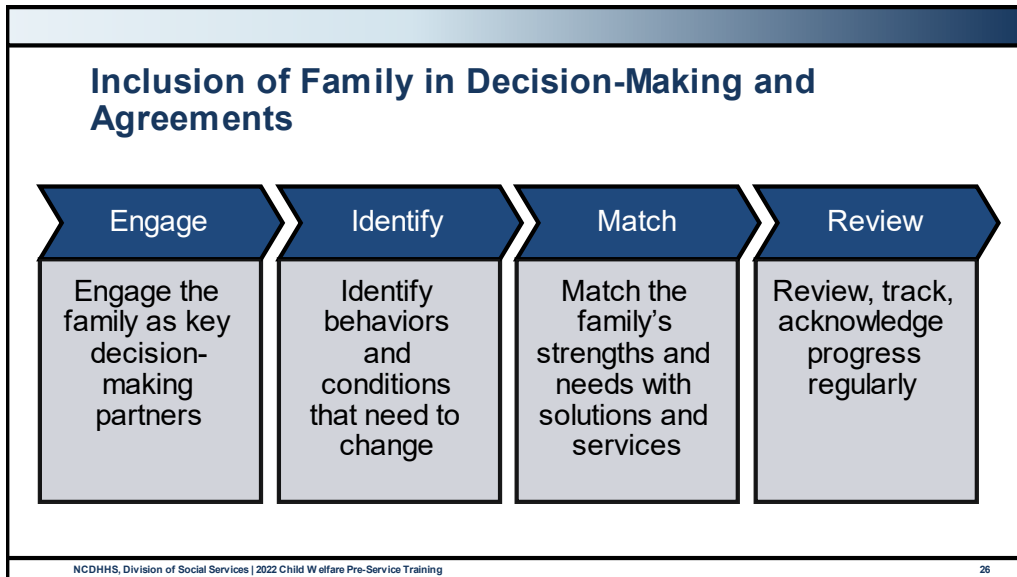 Inclusion of Family in Decision-Making and
Agreements
Engage
Engage the
family as key
decision-
making
partners
Identify
Identify
behaviors
and
conditions
that need to
change
Match
Match the
family’s
strengths and
needs with
solutions and
services
Review
Review, track,
acknowledge
progress
regularly
NCDHHS, Division of Social Services | 2022 Child Welfare Pre-Service Training
26